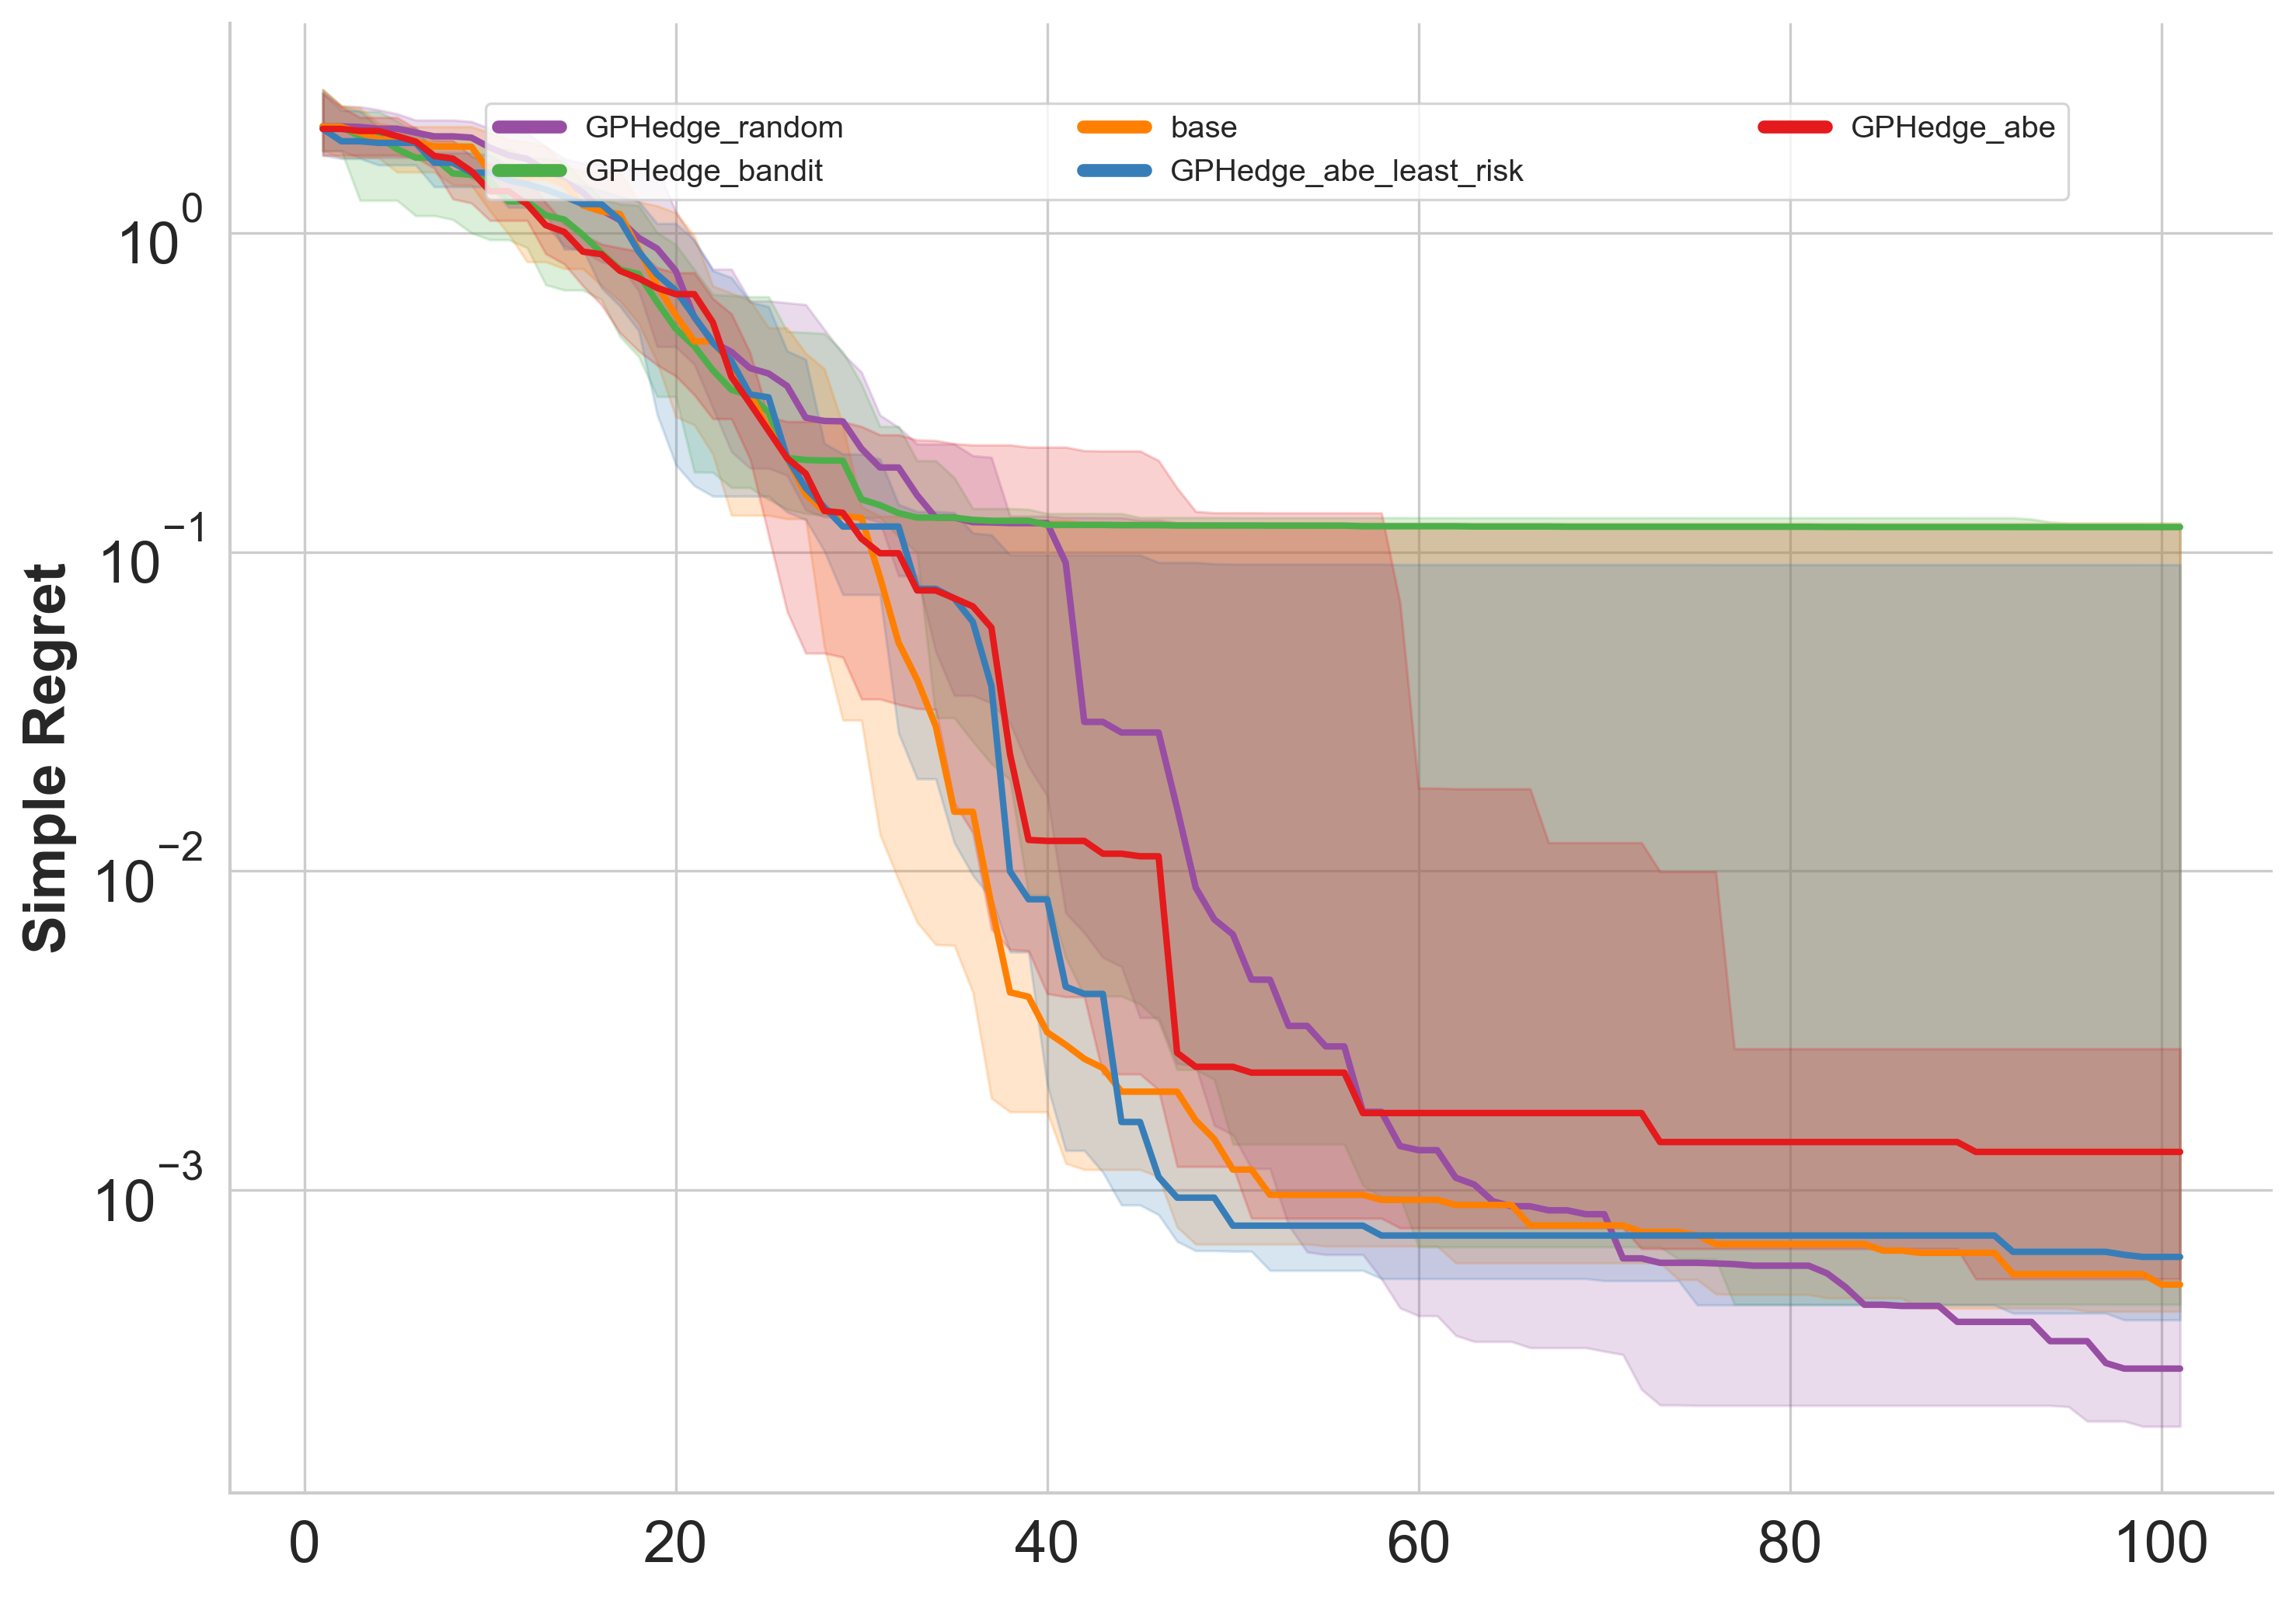 GPHedge_random
GPHedge_bandit
base
GPHedge_abe_least_risk
GPHedge_abe
Simple Regret
10^0
10^−1
10^−2
10^−3
0 20 40 60 80 100